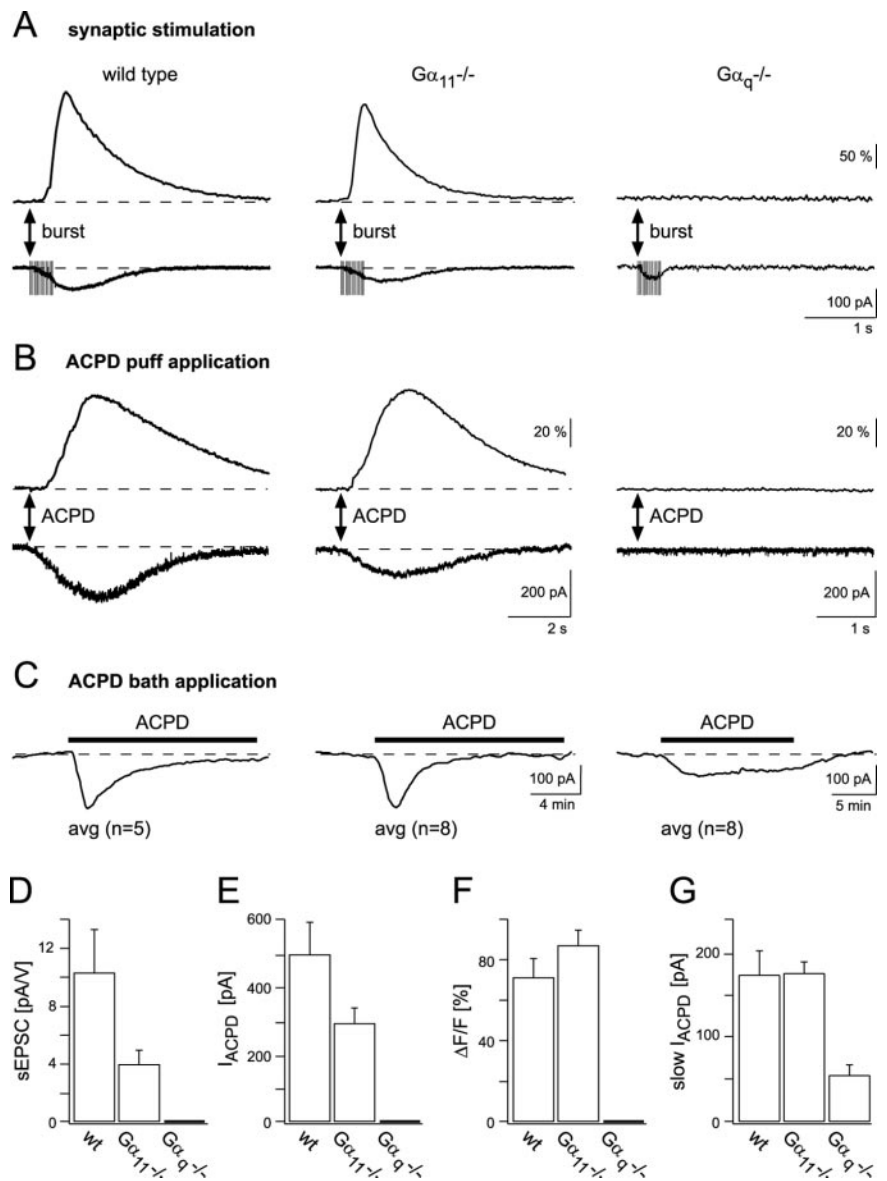 A synaptic stimulation
wild type Gα11-/- Gαq-/-
50 %
burst burst burst
100 pA
1 s
B ACPD puff application
20 % 20 %
ACPD ACPD ACPD
200 pA 200 pA
2 s 1 s
C ACPD bath application
ACPD ACPD ACPD
100 pA 100 pA
4 min 5 min
avg (n=5) avg (n=8) avg (n=8)
D
sEPSC [pA/V]
12
8
4
0
wt Gα11-/- Gαq-/-
E
IACPD [pA]
600
400
200
0
wt Gα11-/- Gαq-/-
F
ΔF/F [%]
80
40
0
wt Gα11-/- Gαq-/-
G
slow IACPD [pA]
200
100
0
wt Gα11-/- Gαq-/-